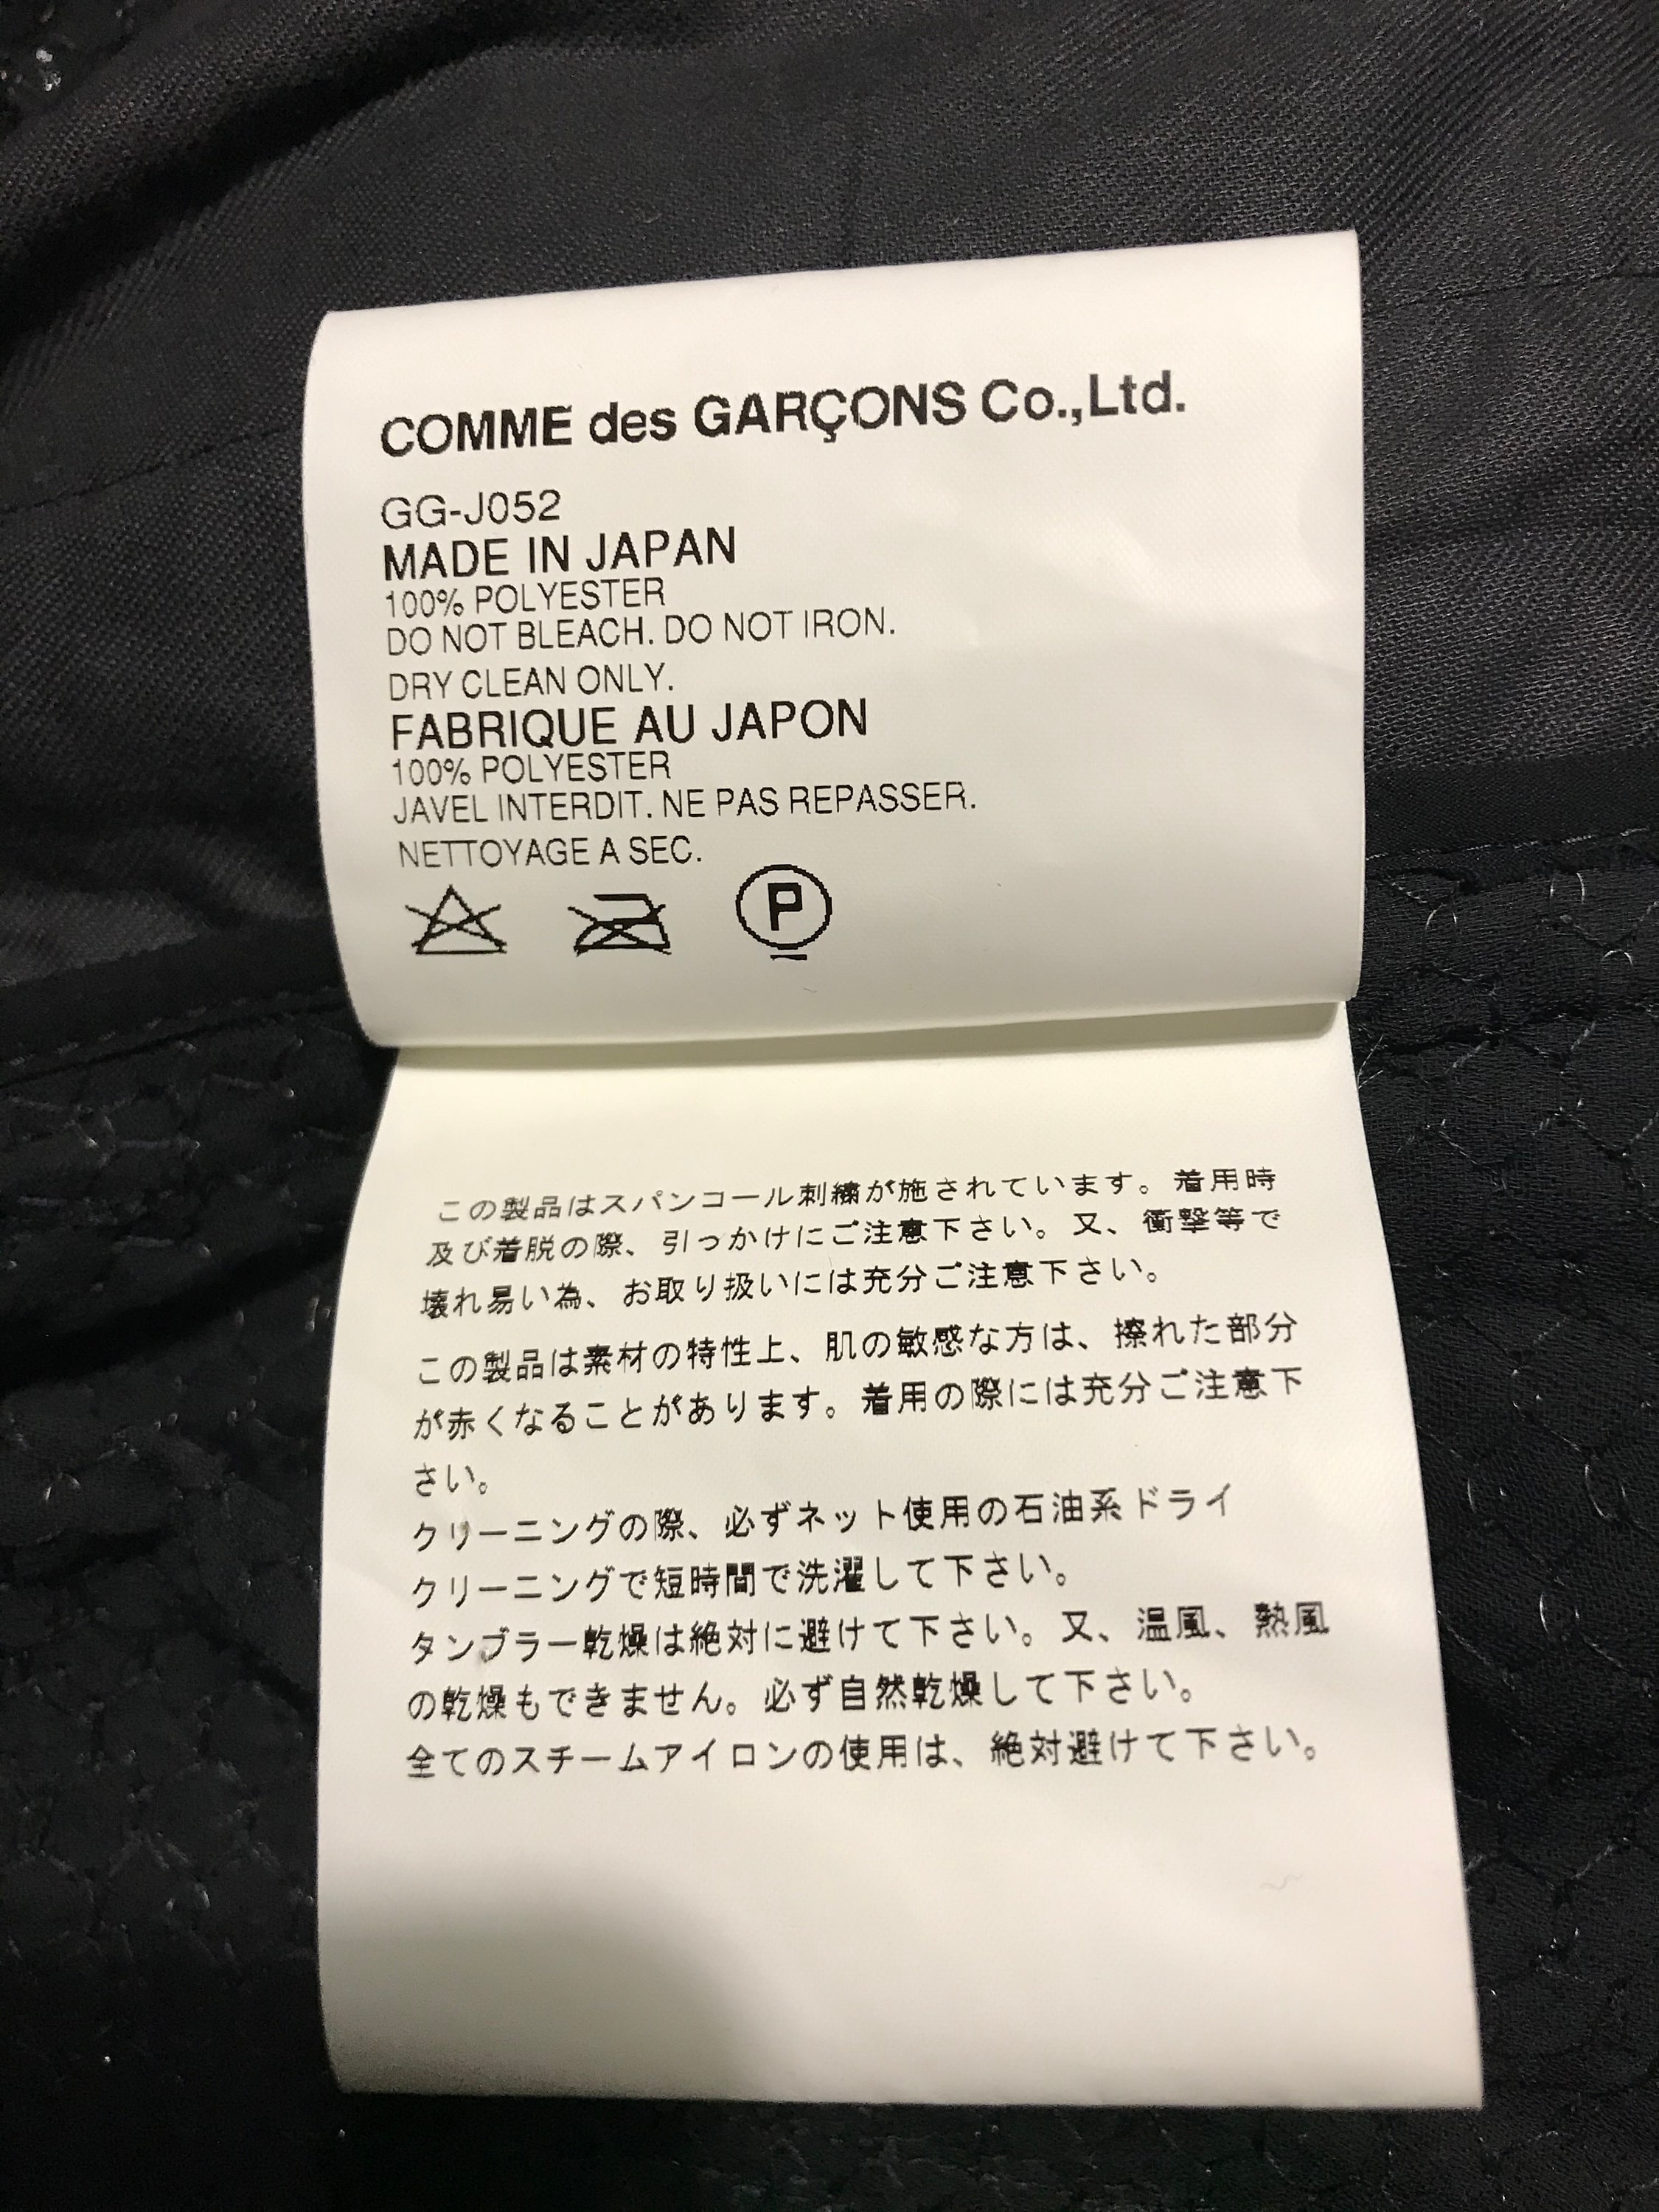 COMME des GARÇONS Co.,Ltd.
GG-J052
MADE IN JAPAN
100% POLYESTER
DO NOT BLEACH. DO NOT IRON.
DRY CLEAN ONLY.
FABRIQUE AU JAPON
100% POLYESTER
JAVEL INTERDIT. NE PAS REPASSER.
NETTOYAGE A SEC.
P
この製品はスパンコール刺繍が施されています。着用時
及び着脱の際、引っかけにご注意下さい。又、衝撃等で
壊れ易い為、お取り扱いには充分ご注意下さい。
この製品は素材の特性上、肌の敏感な方は、擦れた部分
が赤くなることがあります。着用の際には充分ご注意下
さい。
クリーニングの際、必ずネット使用の石油系ドライ
クリーニングで短時間で洗濯して下さい。
タンブラー乾燥は絶対に避けて下さい。又、温風、熱風
の乾燥もできません。必ず自然乾燥して下さい。
全てのスチームアイロンの使用は、絶対避けて下さい。